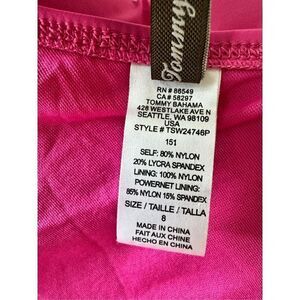 Tommy
RN # 86549
CA # 58297
TOMMY BAHAMA
428 WESTLAKE AVE N
SEATTLE, WA 98109
USA
STYLE # TSW24746P
151
SELF: 80% NYLON
20% LYCRA SPANDEX
LINING: 100% NYLON
POWERNET LINING:
85% NYLON 15% SPANDEX
SIZE / TAILLE / TALLA
8
MADE IN CHINA
FAIT AUX CHINE
HECHO EN CHINA